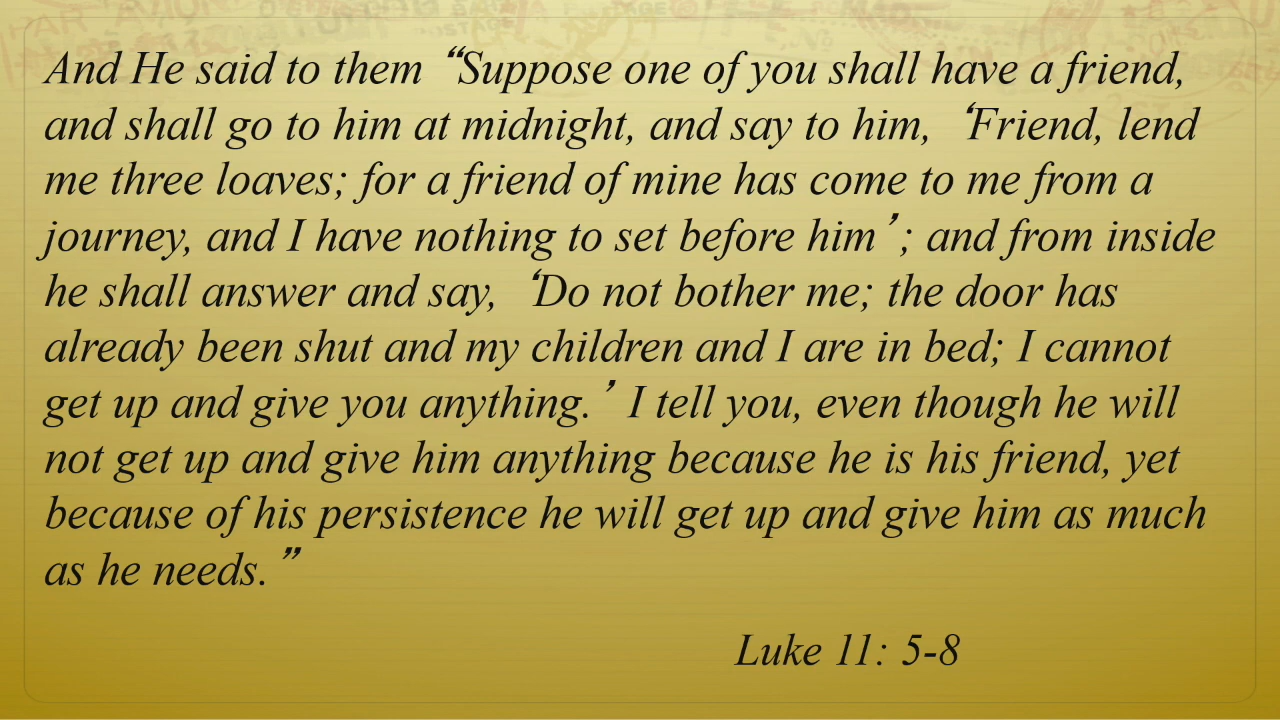 And He said to them “Suppose one of you shall have a friend,
and shall go to him at midnight, and say to him, ‘Friend, lend
me three loaves; for a friend of mine has come to me from a
journey, and I have nothing to set before him’; and from inside
he shall answer and say, ‘Do not bother me; the door has
already been shut and my children and I are in bed; I cannot
get up and give you anything.’ I tell you, even though he will
not get up and give him anything because he is his friend, yet
because of his persistence he will get up and give him as much
as he needs.”
Luke 11: 5-8